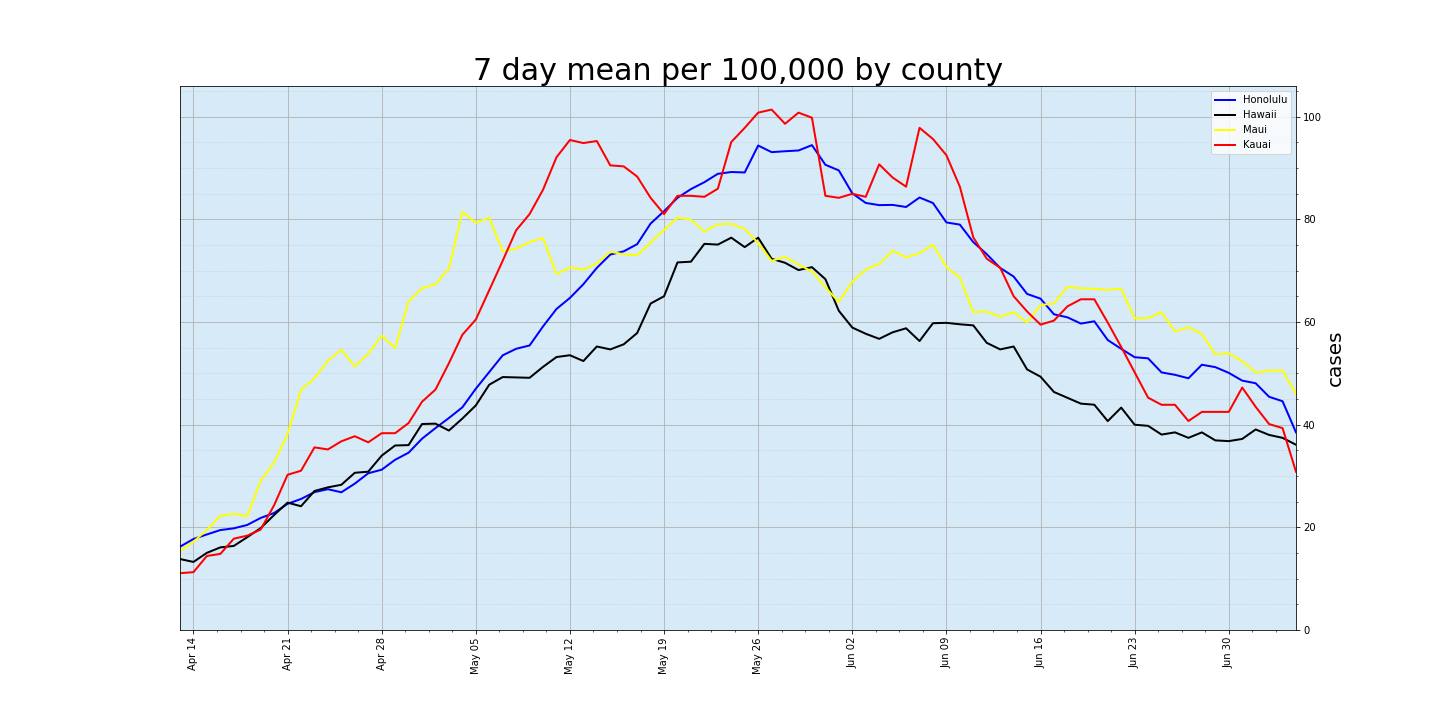 7 day mean per 100,000 by county
Honolulu
Hawaii
Maui
Kauai
100
80
60
40
20
0
cases
Apr 14
Apr 21
Apr 28
May 05
May 12
May 19
May 26
Jun 02
Jun 09
Jun 16
Jun 23
Jun 30